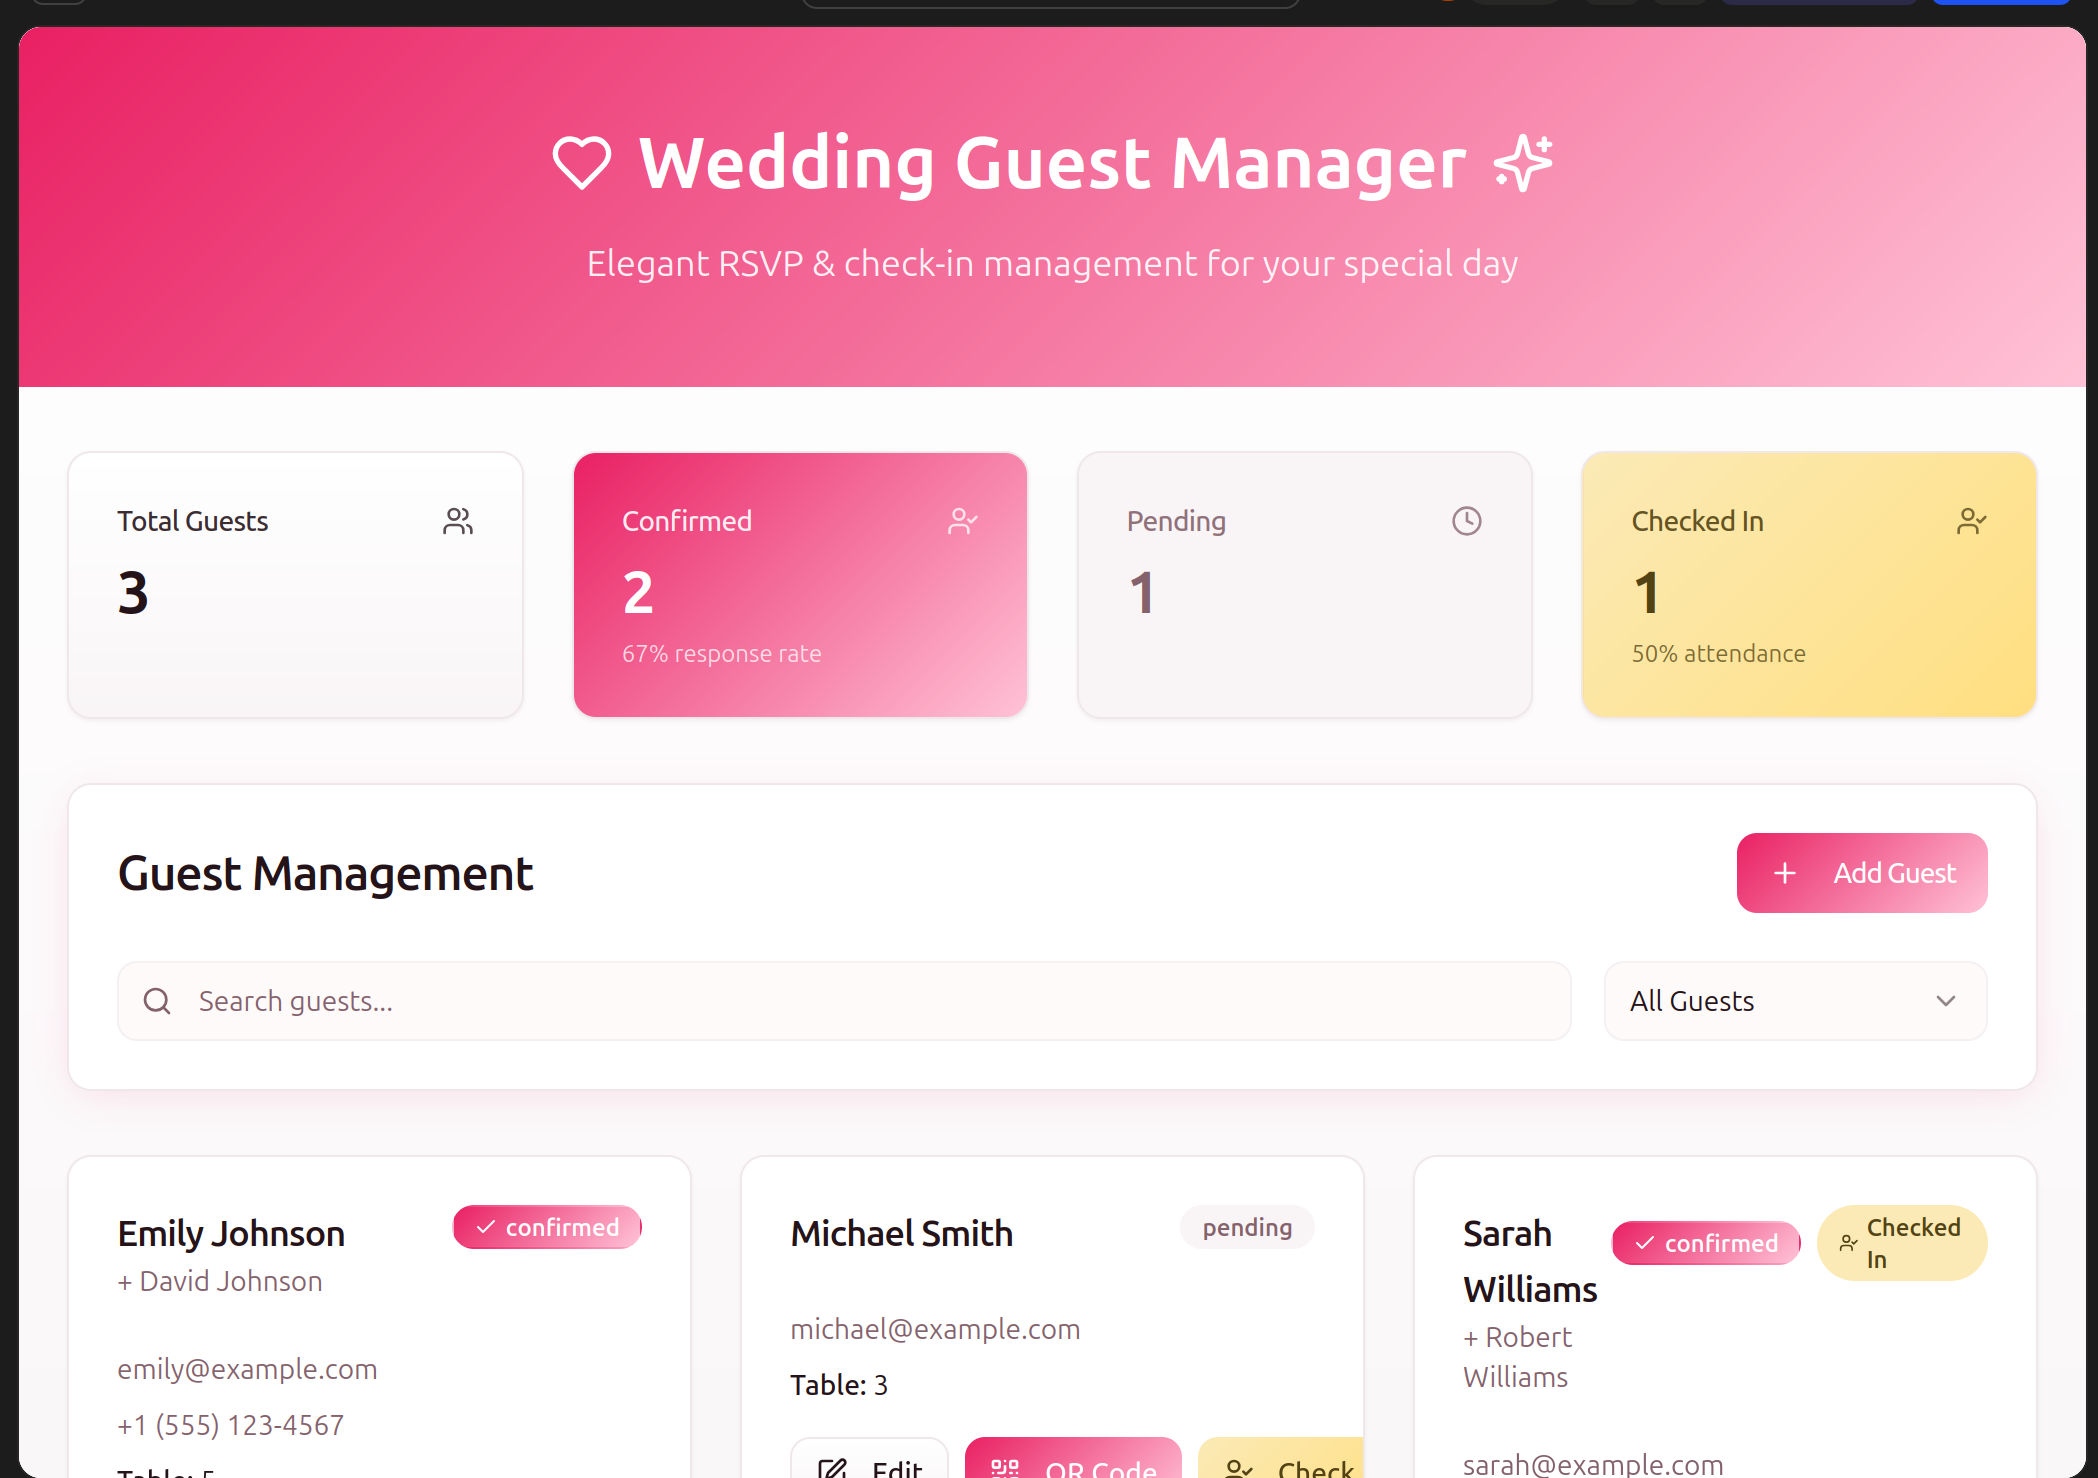 Wedding Guest Manager
Elegant RSVP & check-in management for your special day
Total Guests
3
Confirmed
2
67% response rate
Pending
1
Checked In
1
50% attendance
Guest Management
Add Guest
Search guests...
All Guests
Emily Johnson
confirmed
+ David Johnson
emily@example.com
+1 (555) 123-4567
Table: 5
Michael Smith
pending
michael@example.com
Table: 3
Edit
QR Code
Check
Sarah
Williams
confirmed
Checked
In
+ Robert
Williams
sarah@example.com